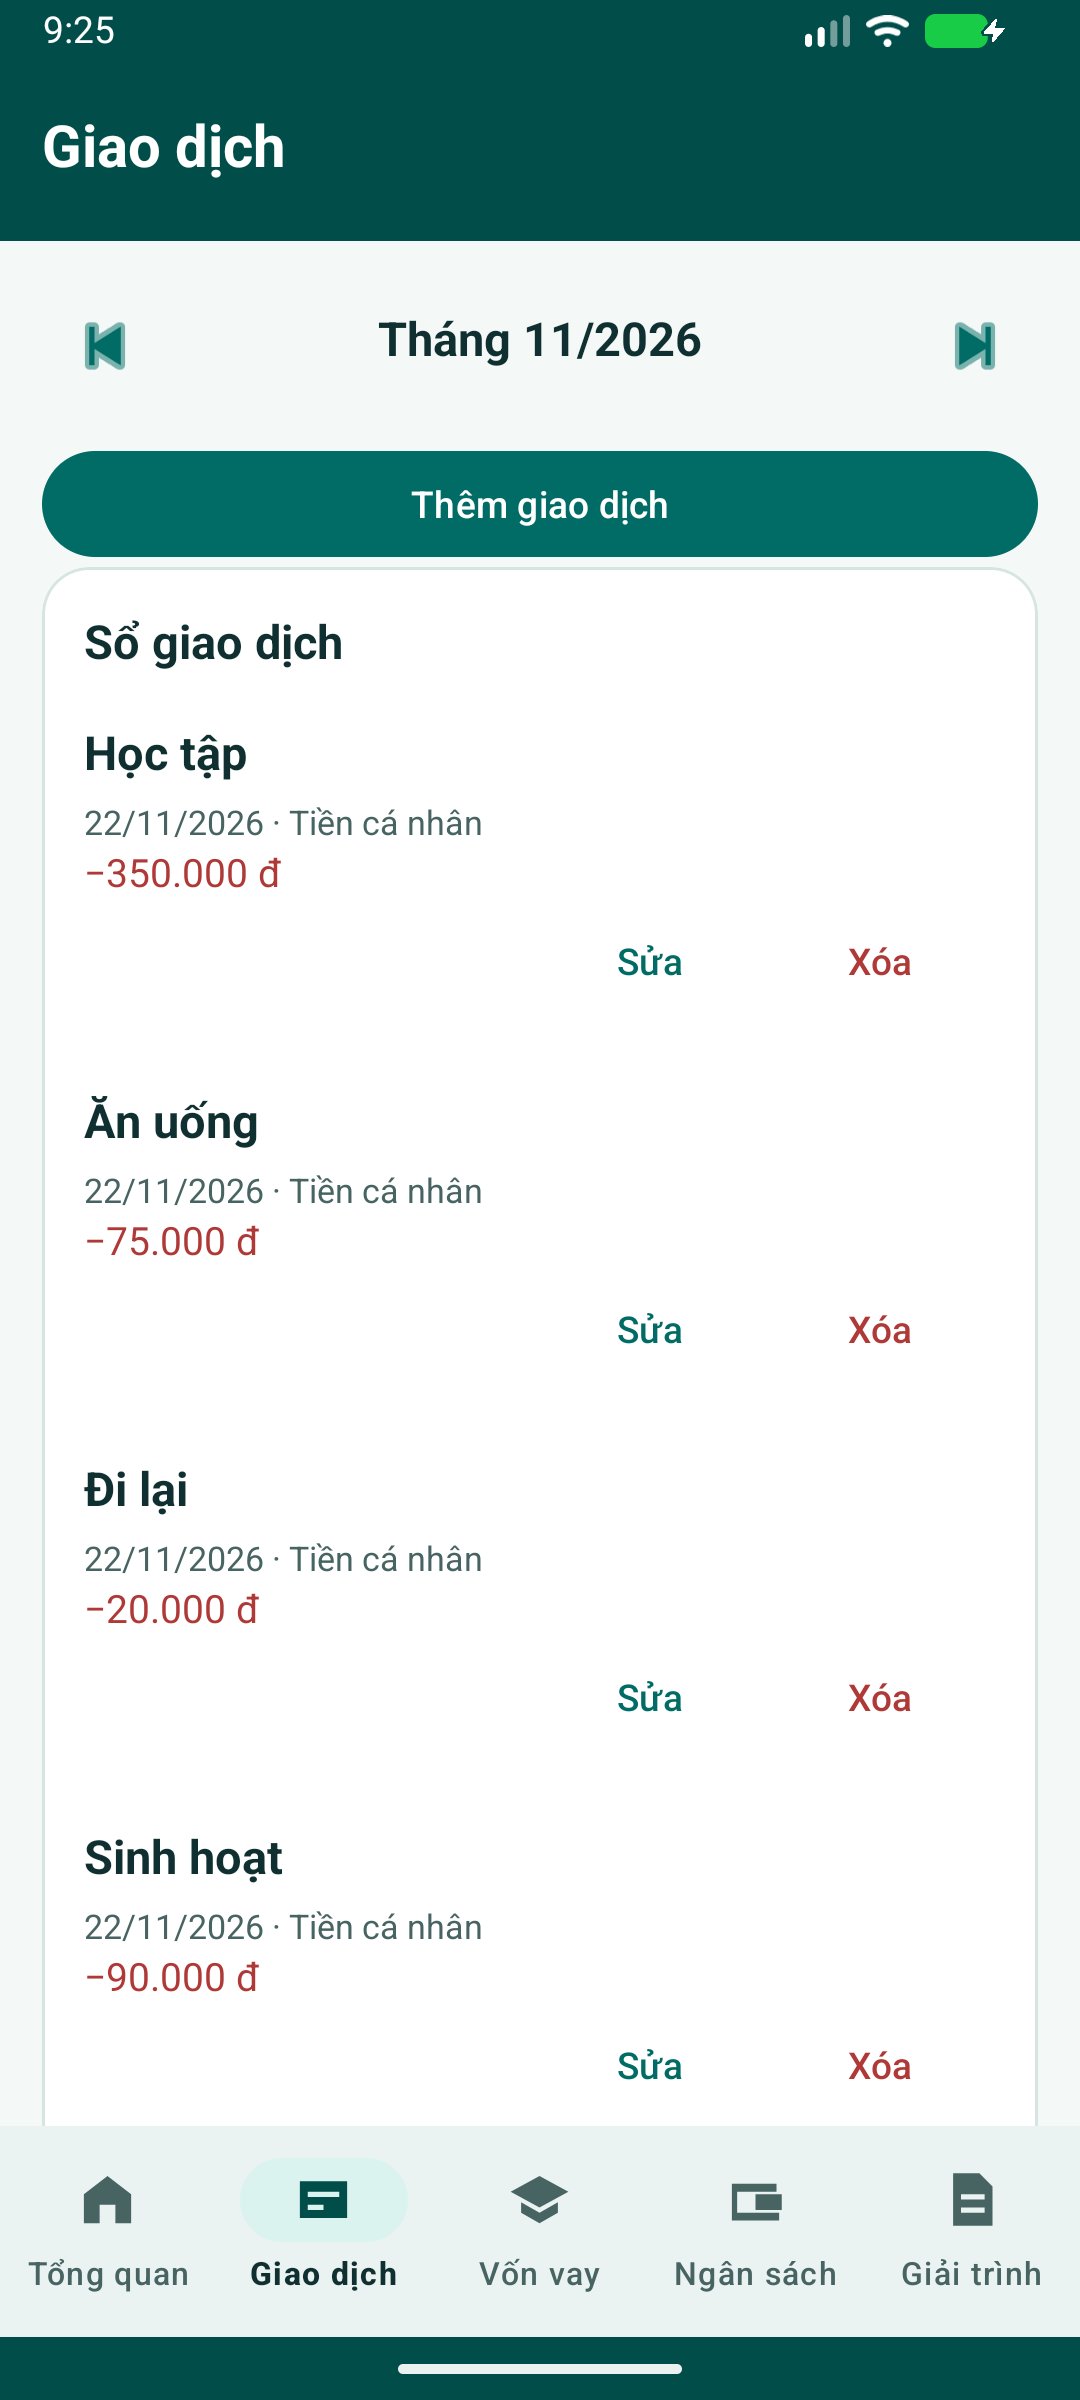 9:25
Giao dịch
Tháng 11/2026
Thêm giao dịch
Sổ giao dịch
Học tập
22/11/2026 · Tiền cá nhân
−350.000 đ
Sửa Xóa
Ăn uống
22/11/2026 · Tiền cá nhân
−75.000 đ
Sửa Xóa
Đi lại
22/11/2026 · Tiền cá nhân
−20.000 đ
Sửa Xóa
Sinh hoạt
22/11/2026 · Tiền cá nhân
−90.000 đ
Sửa Xóa
Tổng quan Giao dịch Vốn vay Ngân sách Giải trình